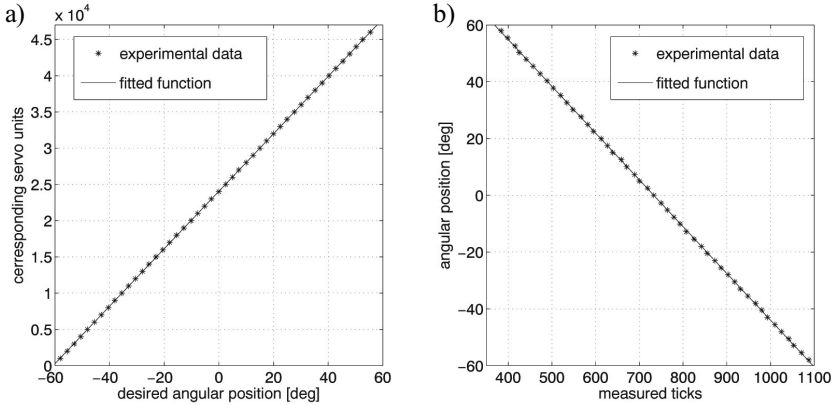 a)
x 10⁴
4.5
4
3.5
3
2.5
2
1.5
1
0.5
0
cerresponding servo units
experimental data
fitted function
−60 −40 −20 0 20 40 60
desired angular position [deg]
b)
60
40
20
0
−20
−40
−60
angular position [deg]
experimental data
fitted function
400 500 600 700 800 900 1000 1100
measured ticks